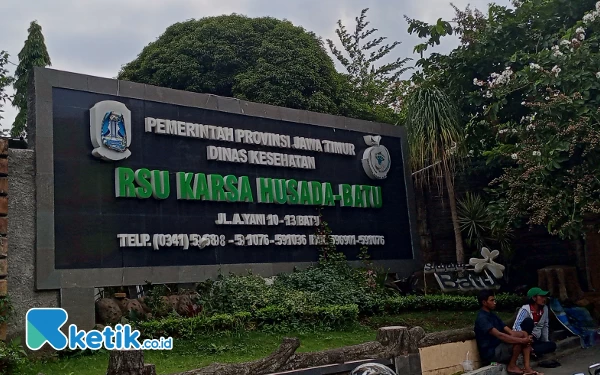 PEMERINTAH PROVINSI JAWA TIMUR
DINAS KESEHATAN
RSU KARSA HUSADA-BATU
JL. A.YANI 10 - 13 BATU
TELP. (0341)
591036
Batu
Ketik.co.id